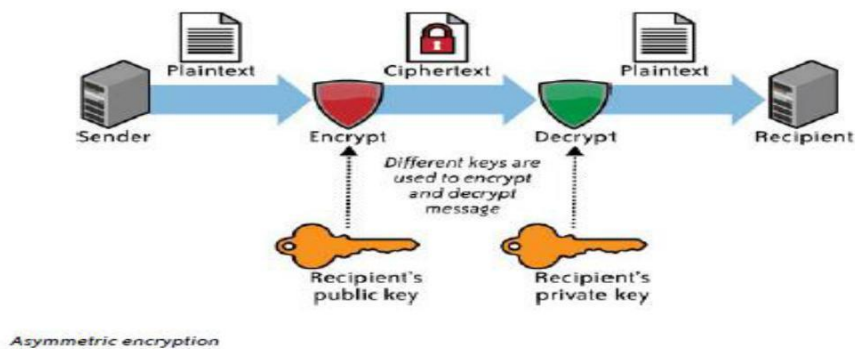 Plaintext
Ciphertext
Plaintext
Sender
Encrypt
Decrypt
Recipient
Different keys are
used to encrypt
and decrypt
message
Recipient's
public key
Recipient's
private key
Asymmetric encryption